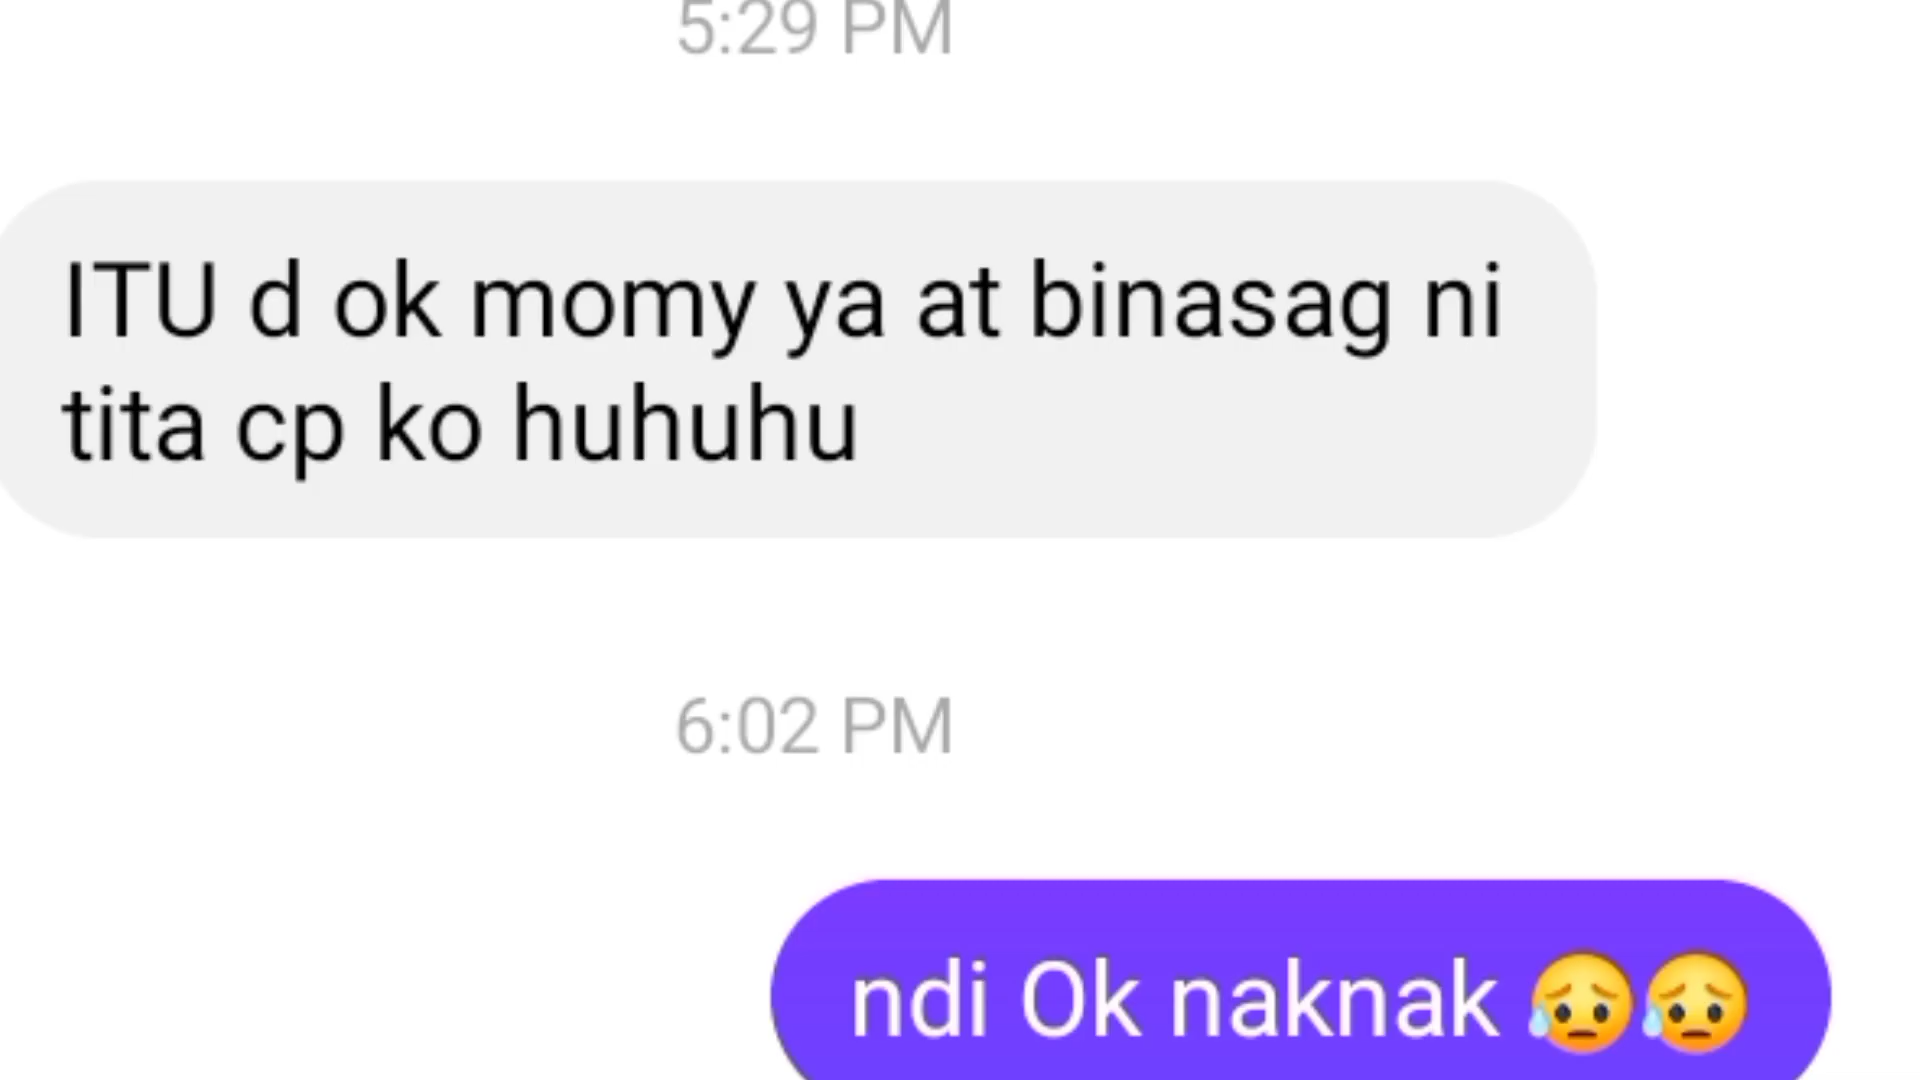 5:29 PM
ITU d ok momy ya at binasag ni
tita cp ko huhuhu
6:02 PM
ndi Ok naknak 😥😥